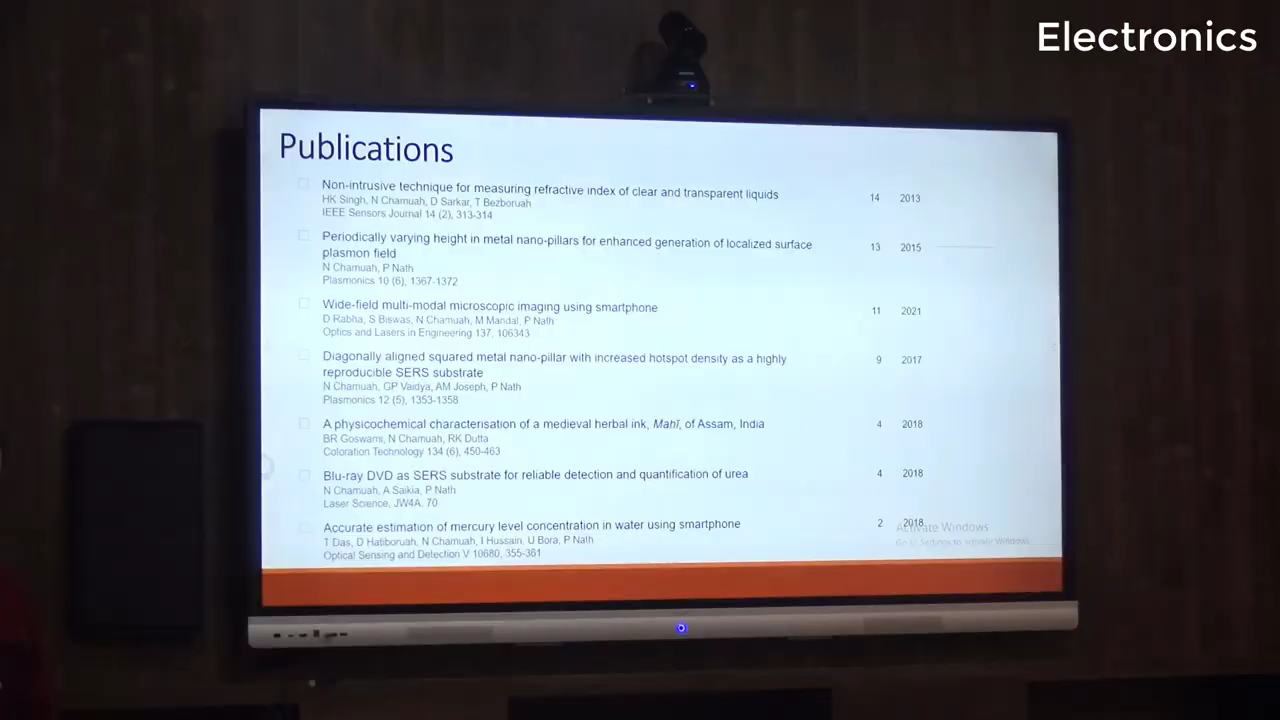 Electronics
Publications
Non-intrusive technique for measuring refractive index of clear and transparent liquids 14 2013
HK Singh, N Chamuah, D Sarkar, T Bezboruah
IEEE Sensors Journal 14 (2), 313-314
Periodically varying height in metal nano-pillars for enhanced generation of localized surface 13 2015
plasmon field
N Chamuah, P Nath
Plasmonics 10 (6), 1367-1372
Wide-field multi-modal microscopic imaging using smartphone 11 2021
D Rabha, S Biswas, N Chamuah, M Mandal, P Nath
Optics and Lasers in Engineering 137, 106343
Diagonally aligned squared metal nano-pillar with increased hotspot density as a highly 9 2017
reproducible SERS substrate
N Chamuah, GP Vaidya, AM Joseph, P Nath
Plasmonics 12 (5), 1353-1358
A physicochemical characterisation of a medieval herbal ink, Mahī, of Assam, India 4 2018
BR Goswami, N Chamuah, RK Dutta
Coloration Technology 134 (6), 450-463
Blu-ray DVD as SERS substrate for reliable detection and quantification of urea 4 2018
N Chamuah, A Saikia, P Nath
Laser Science, JW4A. 70
Accurate estimation of mercury level concentration in water using smartphone 2 2018
T Das, D Hatiboruah, N Chamuah, I Hussain, U Bora, P Nath
Optical Sensing and Detection V 10680, 355-361
Activate Windows
Go to Settings to activate Windows.